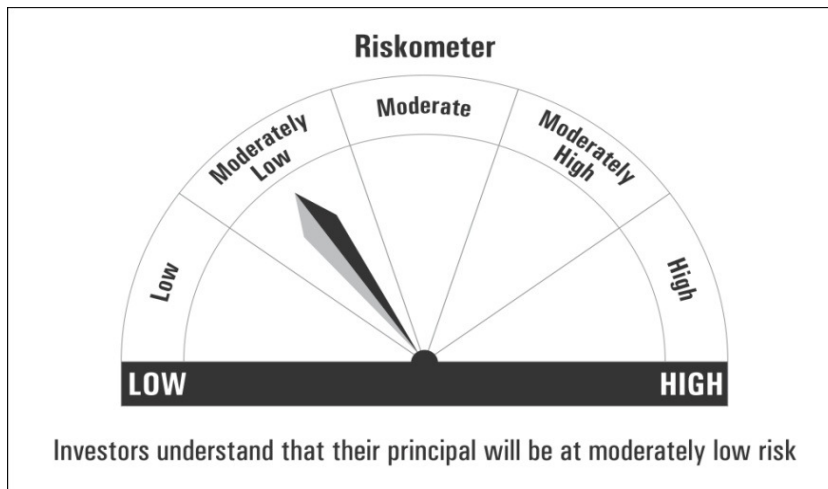 Riskometer
Low
Moderately
Low
Moderate
Moderately
High
High
LOW
HIGH
Investors understand that their principal will be at moderately low risk